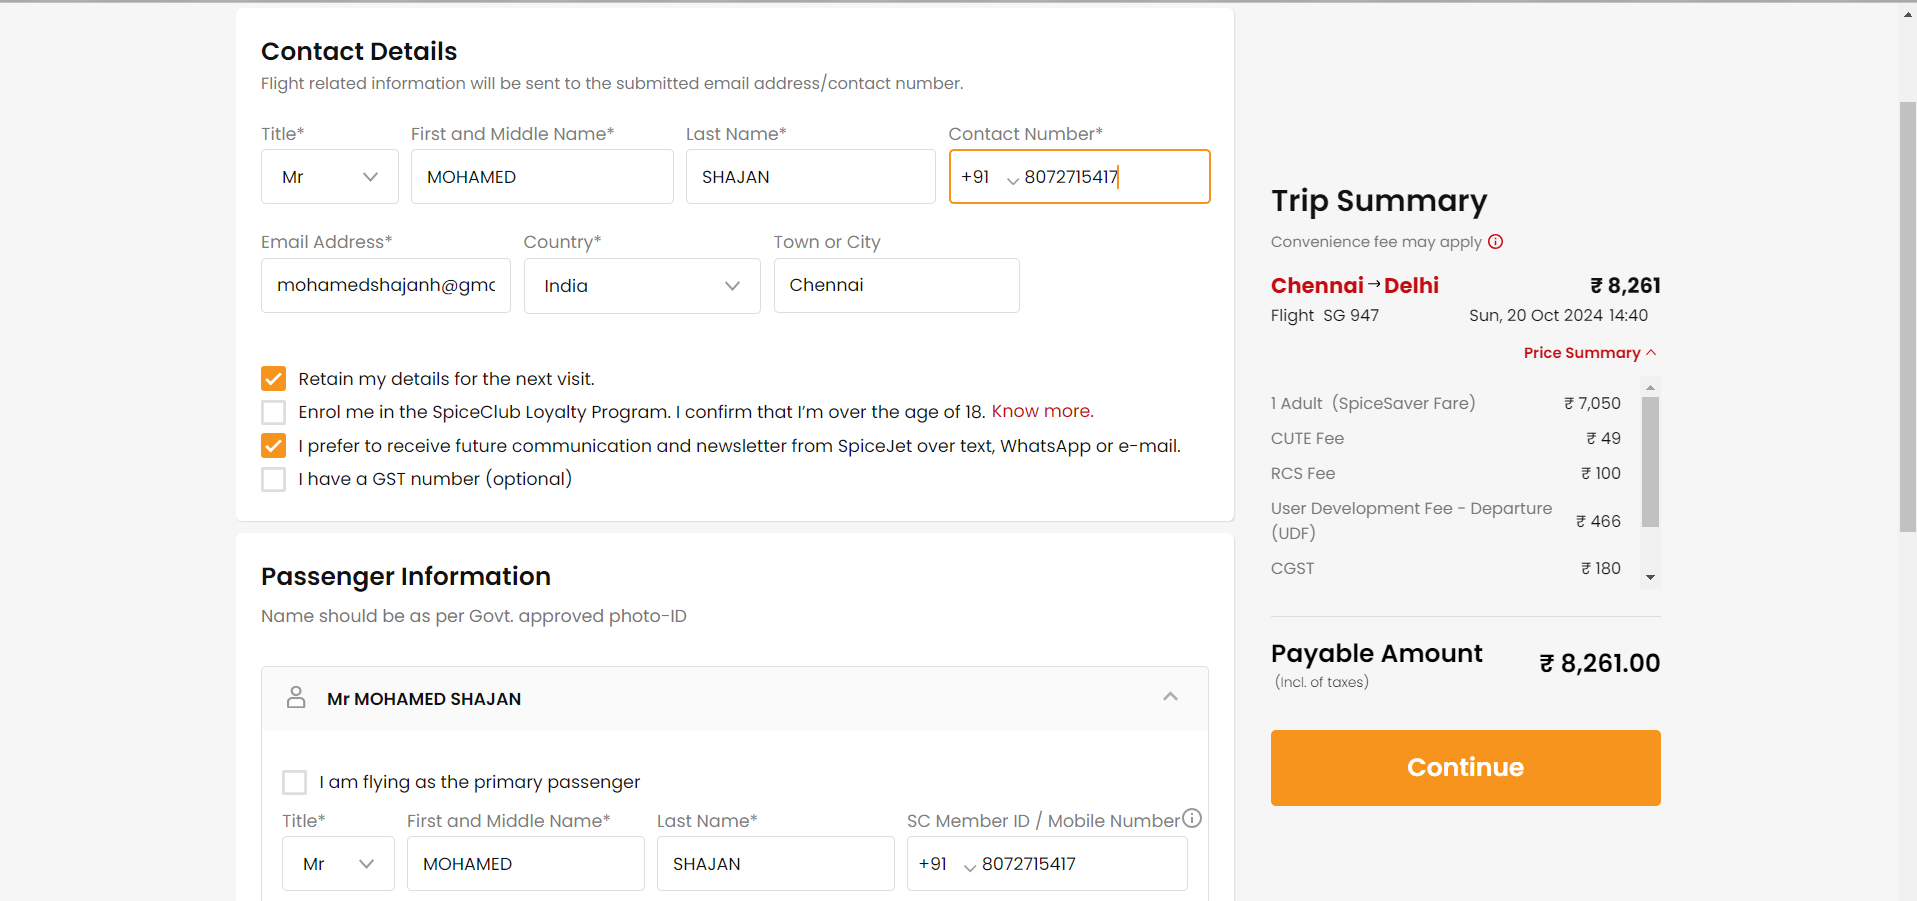 Contact Details
Flight related information will be sent to the submitted email address/contact number.
Title* First and Middle Name* Last Name* Contact Number*
Mr MOHAMED SHAJAN +91 8072715417
Email Address* Country* Town or City
mohamedshajanh@gmc India Chennai
Retain my details for the next visit.
Enrol me in the SpiceClub Loyalty Program. I confirm that I'm over the age of 18. Know more.
I prefer to receive future communication and newsletter from SpiceJet over text, WhatsApp or e-mail.
I have a GST number (optional)
Passenger Information
Name should be as per Govt. approved photo-ID
Mr MOHAMED SHAJAN
I am flying as the primary passenger
Title* First and Middle Name* Last Name* SC Member ID / Mobile Number
Mr MOHAMED SHAJAN +91 8072715417
Trip Summary
Convenience fee may apply
Chennai → Delhi ₹ 8,261
Flight SG 947 Sun, 20 Oct 2024 14:40
Price Summary
1 Adult (SpiceSaver Fare) ₹ 7,050
CUTE Fee ₹ 49
RCS Fee ₹ 100
User Development Fee - Departure
(UDF) ₹ 466
CGST ₹ 180
Payable Amount ₹ 8,261.00
(Incl. of taxes)
Continue